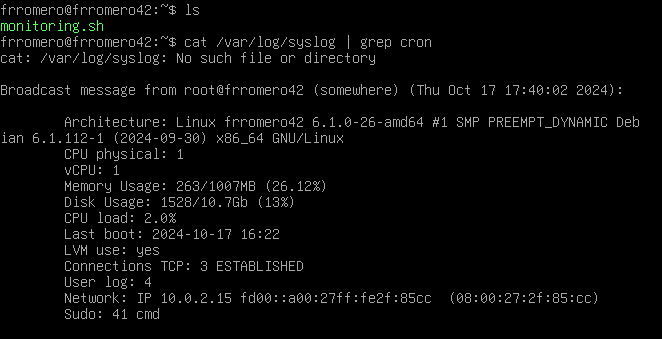 frromero@frromero42:~$ ls
monitoring.sh
frromero@frromero42:~$ cat /var/log/syslog | grep cron
cat: /var/log/syslog: No such file or directory
Broadcast message from root@frromero42 (somewhere) (Thu Oct 17 17:40:02 2024):
Architecture: Linux frromero42 6.1.0-26-amd64 #1 SMP PREEMPT_DYNAMIC Deb
ian 6.1.112-1 (2024-09-30) x86_64 GNU/Linux
CPU physical: 1
vCPU: 1
Memory Usage: 263/1007MB (26.12%)
Disk Usage: 1528/10.7Gb (13%)
CPU load: 2.0%
Last boot: 2024-10-17 16:22
LVM use: yes
Connections TCP: 3 ESTABLISHED
User log: 4
Network: IP 10.0.2.15 fd00::a00:27ff:fe2f:85cc  (08:00:27:2f:85:cc)
Sudo: 41 cmd